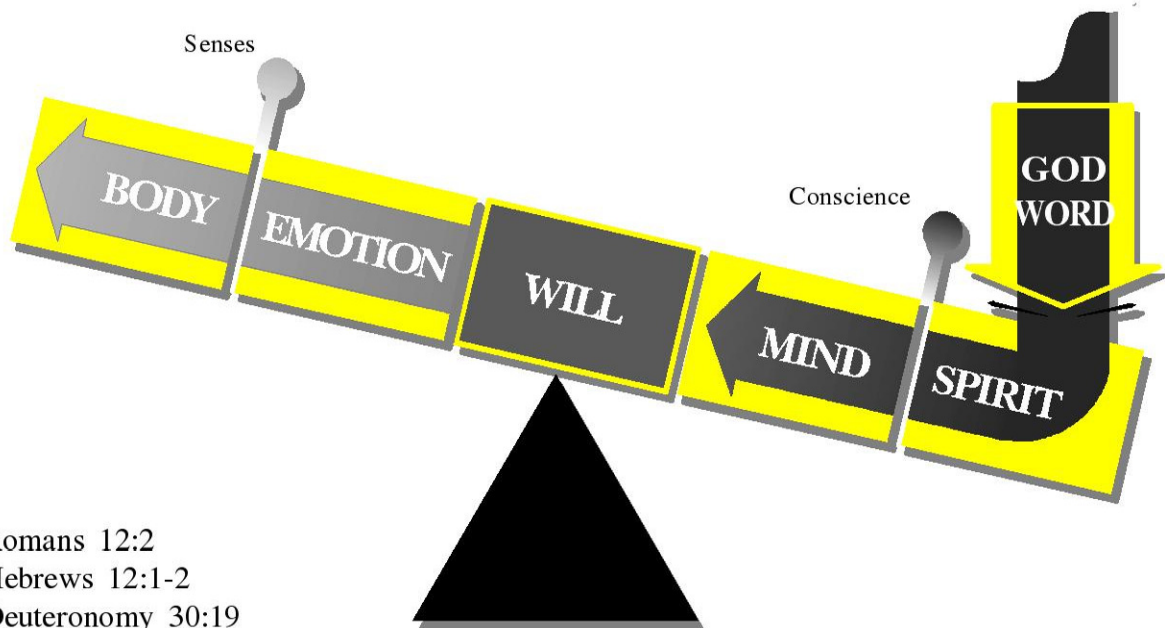 Senses
Conscience
GOD
WORD
BODY
EMOTION
WILL
MIND
SPIRIT
omans 12:2
ebrews 12:1-2
euteronomy 30:19